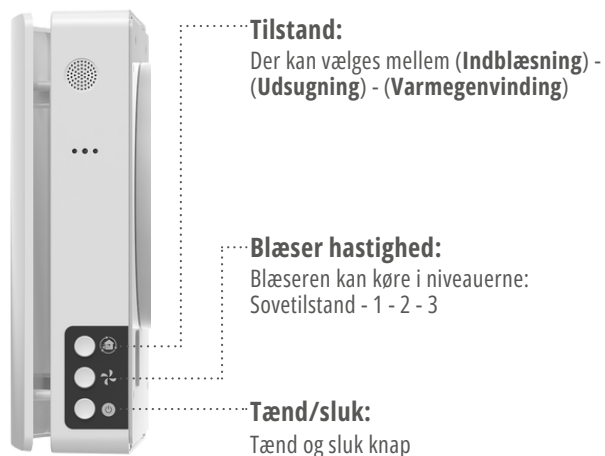 Tilstand:
Der kan vælges mellem (Indblæsning) -
(Udsugning) - (Varmegenvinding)
Blæser hastighed:
Blæseren kan køre i niveauerne:
Sovetilstand - 1 - 2 - 3
Tænd/sluk:
Tænd og sluk knap